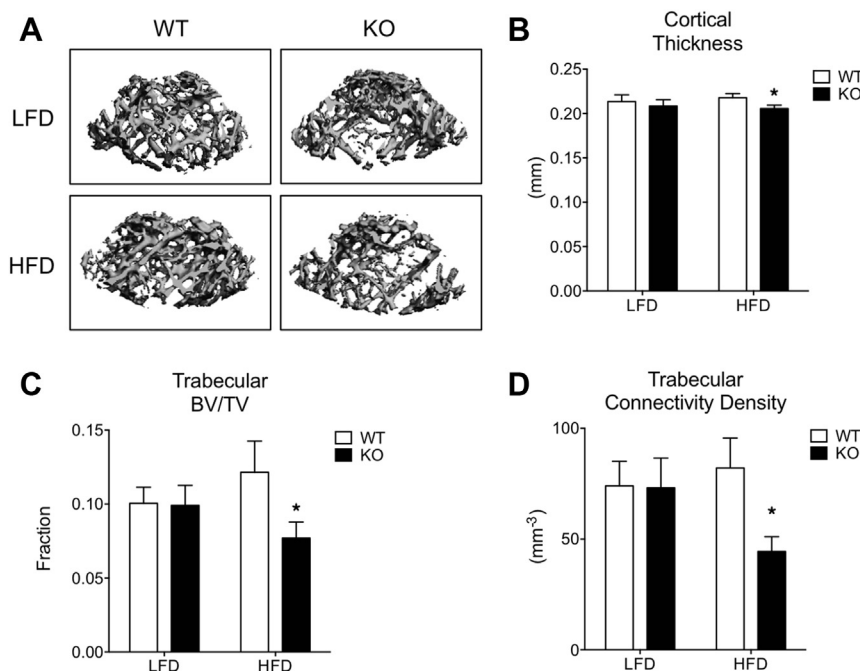 A
WT
KO
LFD
HFD
B
Cortical
Thickness
WT
KO
0.25
0.20
0.15
0.10
0.05
0.00
(mm)
*
LFD
HFD
C
Trabecular
BV/TV
WT
KO
0.15
0.10
0.05
0.00
Fraction
*
LFD
HFD
D
Trabecular
Connectivity Density
WT
KO
100
50
0
(mm-3)
*
LFD
HFD